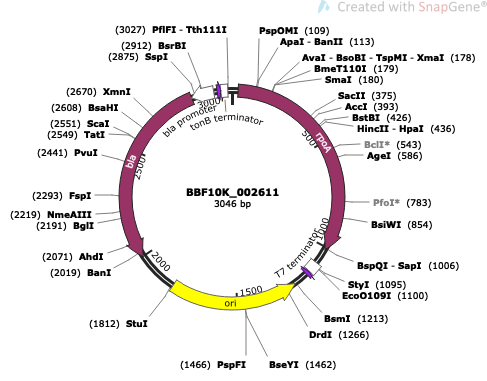 Created with SnapGene®
(3027) PflFI - Tth111I
(2912) BsrBI
(2875) SspI
(2670) XmnI
(2608) BsaHI
(2551) ScaI
(2549) TatI
(2441) PvuI
(2293) FspI
(2219) NmeAIII
(2191) BglI
(2071) AhdI
(2019) BanI
(1812) StuI
(1466) PspFI
PspOMI (109)
ApaI - BanII (113)
AvaI - BsoBI - TspMI - XmaI (178)
BmeT110I (179)
SmaI (180)
SacII (375)
AccI (393)
BstBI (426)
HincII - HpaI (436)
BclI* (543)
AgeI (586)
PfoI* (783)
BsiWI (854)
BspQI - SapI (1006)
StyI (1095)
EcoO109I (1100)
BsmI (1213)
DrdI (1266)
BseYI (1462)
bla promoter
tonB terminator
3000
500
rpoA
bla
2500
BBF10K_002611
3046 bp
1000
T7 terminator
2000
1500
ori